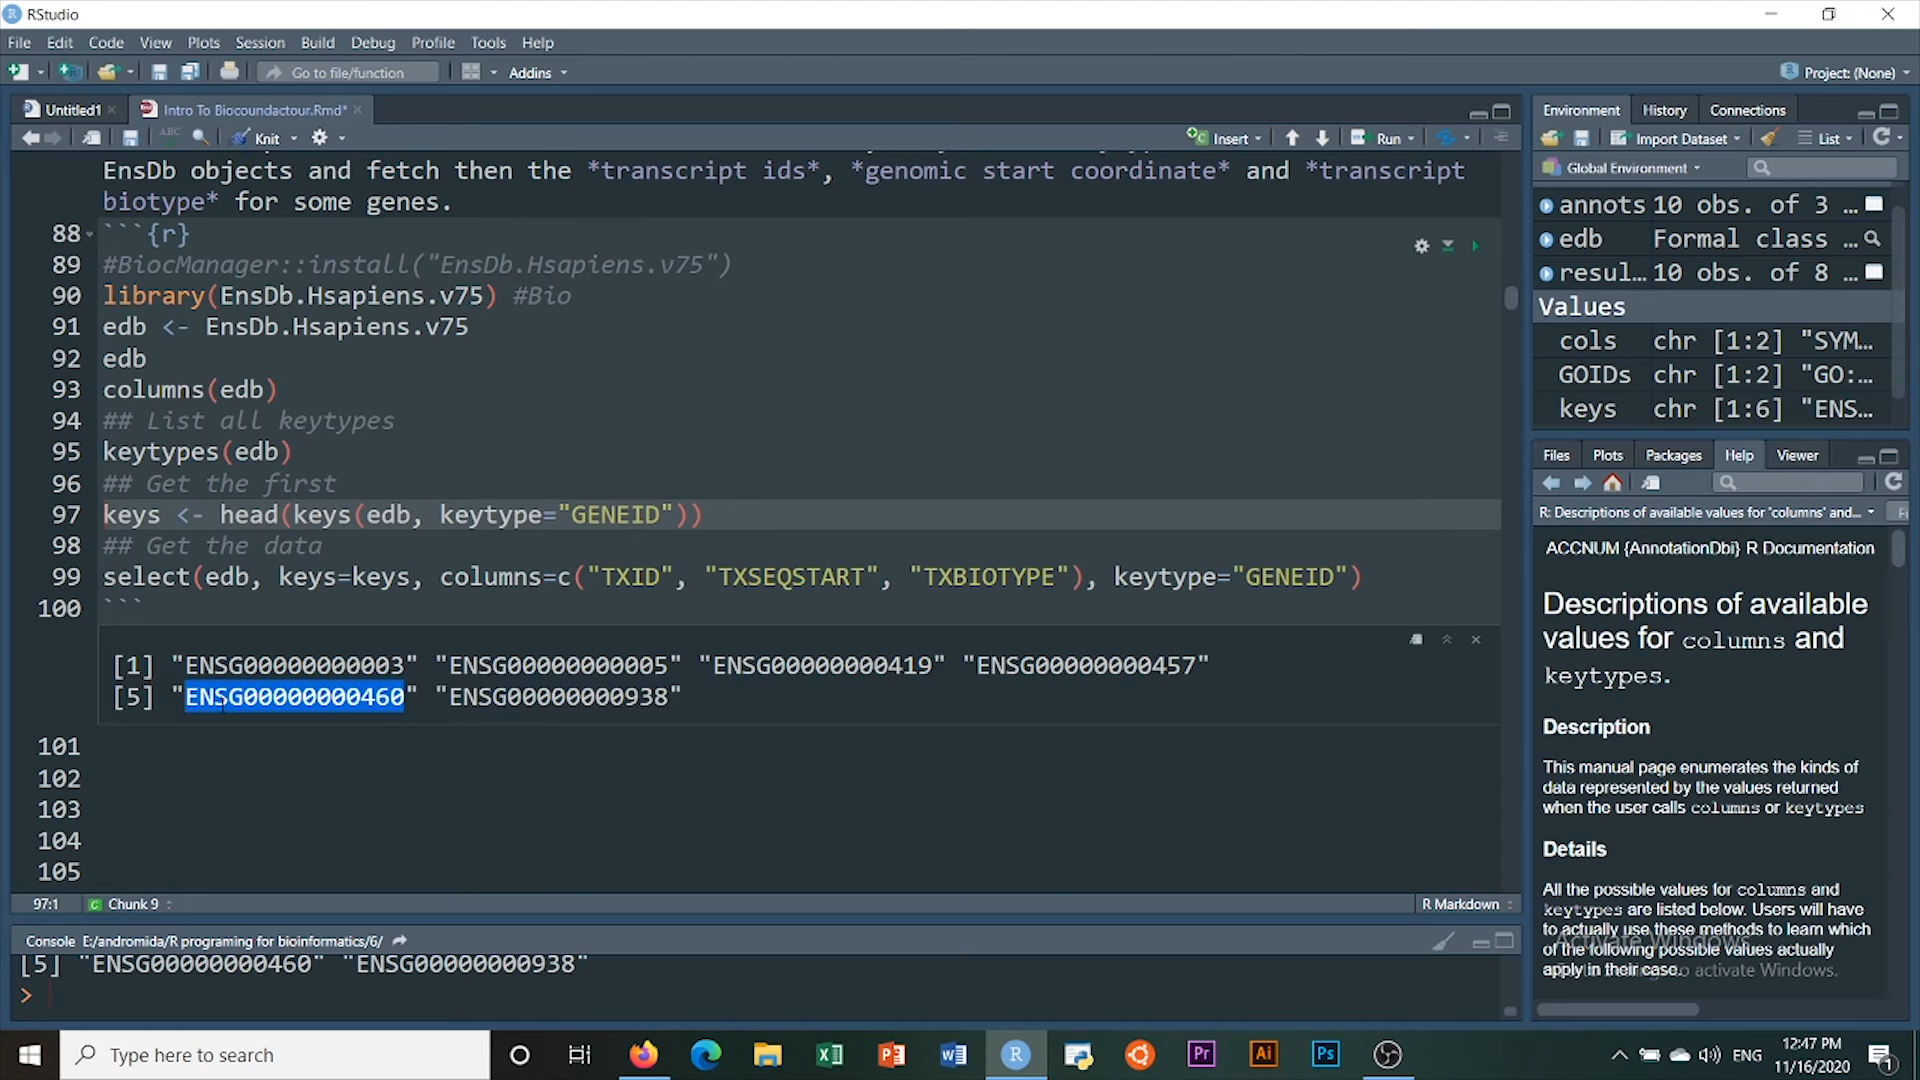 RStudio
File Edit Code View Plots Session Build Debug Profile Tools Help
Go to file/function Addins Project: (None)
Untitled1 Intro To Biocoundactour.Rmd*
ABC Knit Insert Run
EnsDb objects and fetch then the *transcript ids*, *genomic start coordinate* and *transcript
biotype* for some genes.
88 ```{r}
89 #BiocManager::install("EnsDb.Hsapiens.v75")
90 library(EnsDb.Hsapiens.v75) #Bio
91 edb <- EnsDb.Hsapiens.v75
92 edb
93 columns(edb)
94 ## List all keytypes
95 keytypes(edb)
96 ## Get the first
97 keys <- head(keys(edb, keytype="GENEID"))
98 ## Get the data
99 select(edb, keys=keys, columns=c("TXID", "TXSEQSTART", "TXBIOTYPE"), keytype="GENEID")
100 ```
[1] "ENSG00000000003" "ENSG00000000005" "ENSG00000000419" "ENSG00000000457"
[5] "ENSG00000000460" "ENSG00000000938"
101
102
103
104
105
97:1 Chunk 9 R Markdown
Console E:/andromida/R programing for bioinformatics/6/
[5] "ENSG00000000460" "ENSG00000000938"
>
Environment History Connections
Import Dataset List
Global Environment
annots 10 obs. of 3 …
edb Formal class …
resul… 10 obs. of 8 …
Values
cols chr [1:2] "SYM…
GOIDs chr [1:2] "GO:…
keys chr [1:6] "ENS…
Files Plots Packages Help Viewer
R: Descriptions of available values for 'columns' and...
ACCNUM {AnnotationDbi} R Documentation
Descriptions of available
values for columns and
keytypes.
Description
This manual page enumerates the kinds of
data represented by the values returned
when the user calls columns or keytypes
Details
All the possible values for columns and
keytypes are listed below. Users will have
to actually use these methods to learn which
of the following possible values actually
apply in their case.
Activate Windows
to activate Windows.
Type here to search
X P W R Pr Ai Ps
ENG 12:47 PM
11/16/2020 1